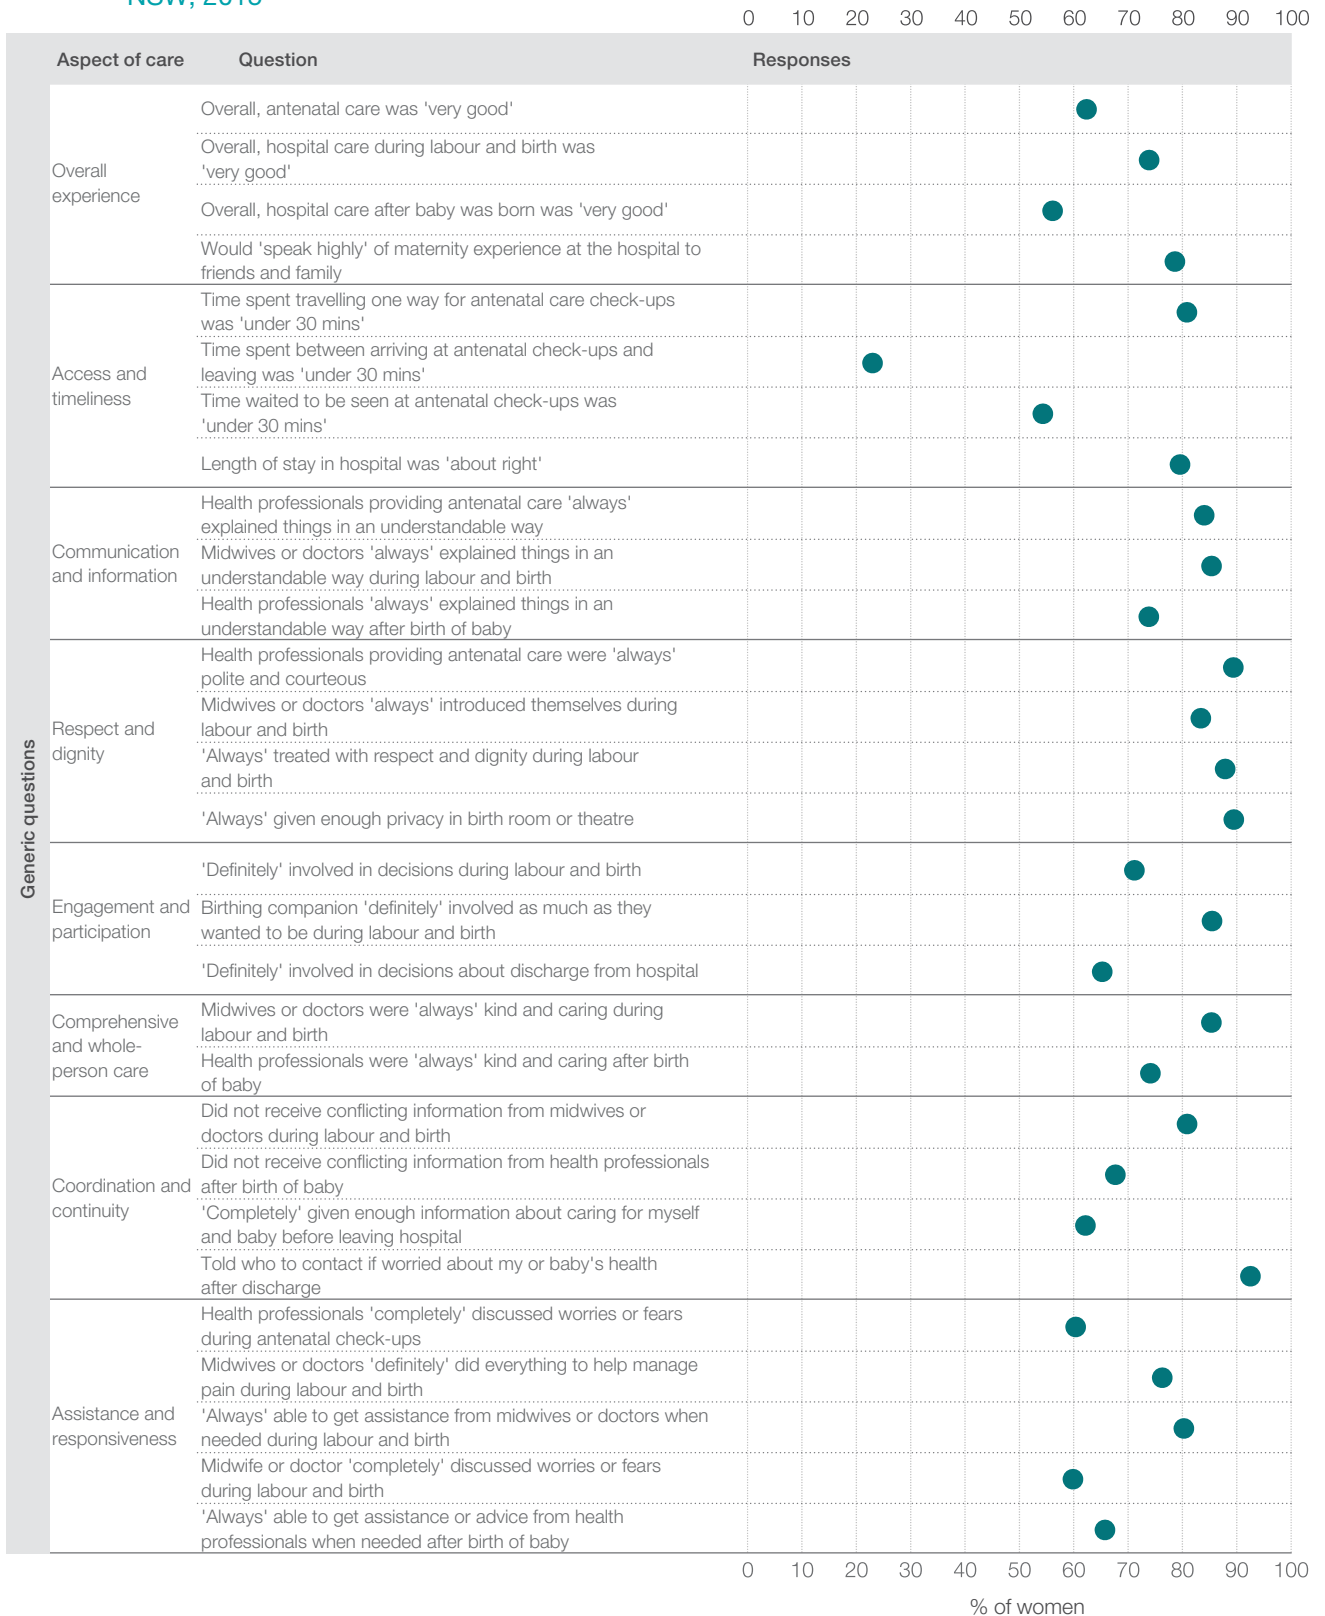 NSW,
0 10 20 30 40 50 60 70 80 90 100
Aspect of care Question Responses
Generic questions
Overall
experience
Overall, antenatal care was 'very good'
Overall, hospital care during labour and birth was
'very good'
Overall, hospital care after baby was born was 'very good'
Would 'speak highly' of maternity experience at the hospital to
friends and family
Access and
timeliness
Time spent travelling one way for antenatal care check-ups
was 'under 30 mins'
Time spent between arriving at antenatal check-ups and
leaving was 'under 30 mins'
Time waited to be seen at antenatal check-ups was
'under 30 mins'
Length of stay in hospital was 'about right'
Communication
and information
Health professionals providing antenatal care 'always'
explained things in an understandable way
Midwives or doctors 'always' explained things in an
understandable way during labour and birth
Health professionals 'always' explained things in an
understandable way after birth of baby
Respect and
dignity
Health professionals providing antenatal care were 'always'
polite and courteous
Midwives or doctors 'always' introduced themselves during
labour and birth
'Always' treated with respect and dignity during labour
and birth
'Always' given enough privacy in birth room or theatre
Engagement and
participation
'Definitely' involved in decisions during labour and birth
Birthing companion 'definitely' involved as much as they
wanted to be during labour and birth
'Definitely' involved in decisions about discharge from hospital
Comprehensive
and whole-
person care
Midwives or doctors were 'always' kind and caring during
labour and birth
Health professionals were 'always' kind and caring after birth
of baby
Coordination and
continuity
Did not receive conflicting information from midwives or
doctors during labour and birth
Did not receive conflicting information from health professionals
after birth of baby
'Completely' given enough information about caring for myself
and baby before leaving hospital
Told who to contact if worried about my or baby's health
after discharge
Assistance and
responsiveness
Health professionals 'completely' discussed worries or fears
during antenatal check-ups
Midwives or doctors 'definitely' did everything to help manage
pain during labour and birth
'Always' able to get assistance from midwives or doctors when
needed during labour and birth
Midwife or doctor 'completely' discussed worries or fears
during labour and birth
'Always' able to get assistance or advice from health
professionals when needed after birth of baby
0 10 20 30 40 50 60 70 80 90 100
% of women